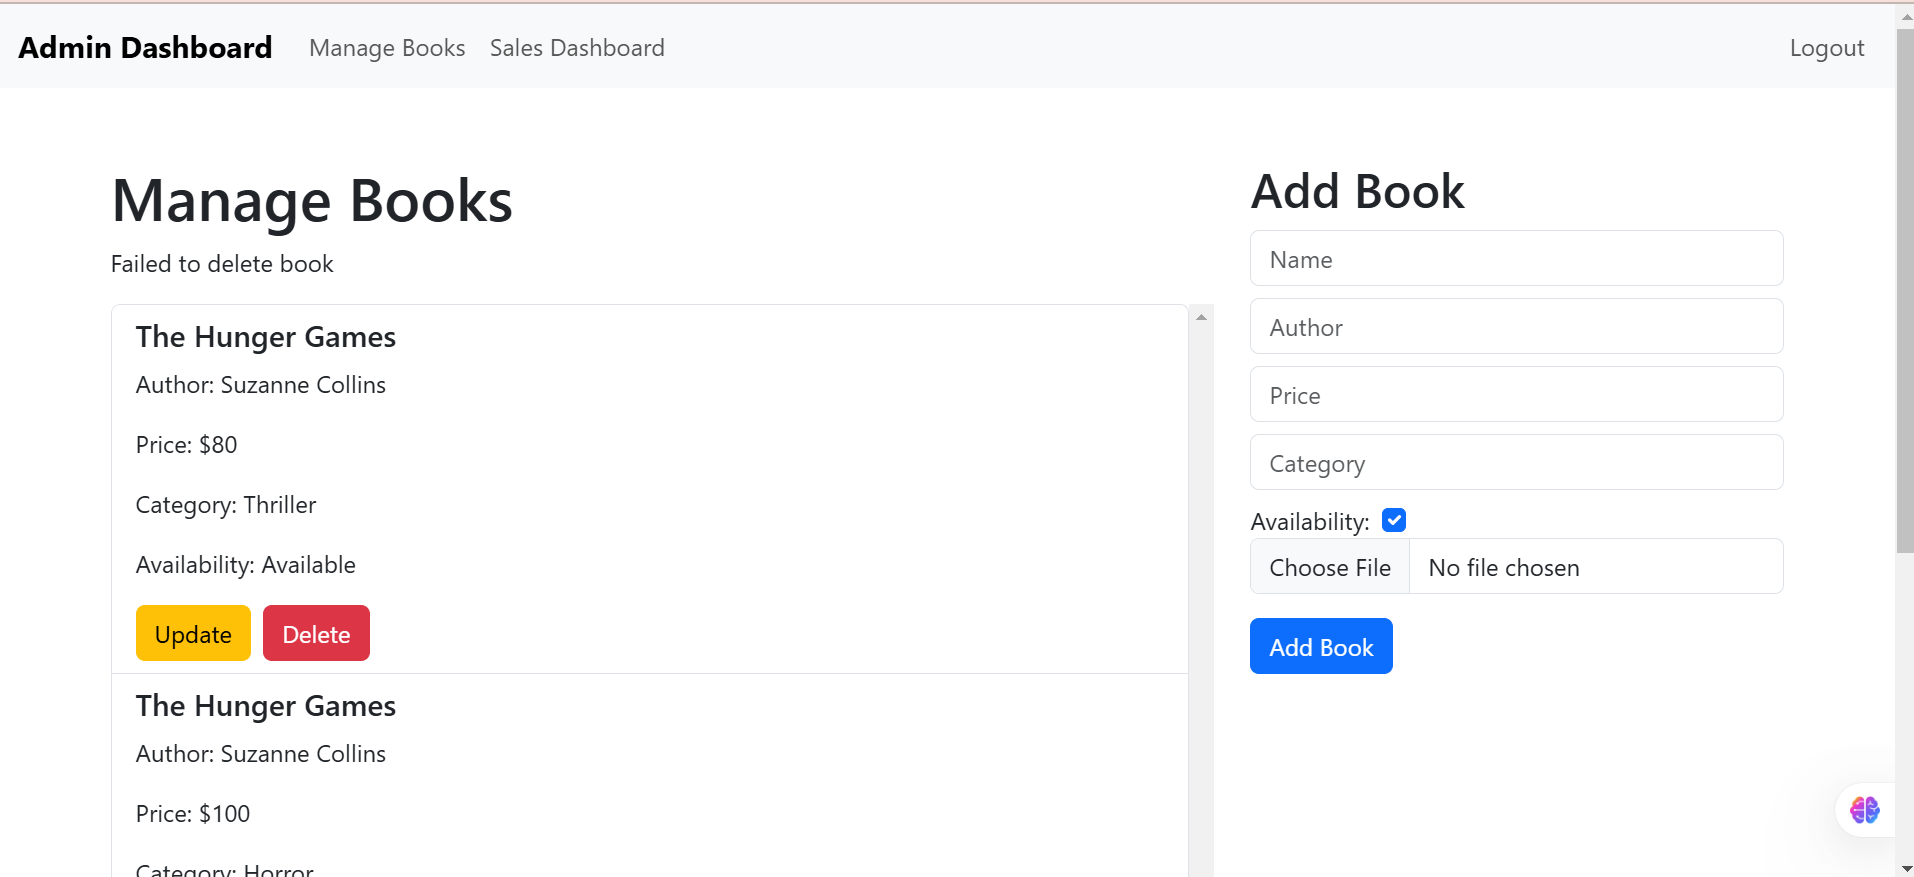 Admin Dashboard Manage Books Sales Dashboard Logout
Manage Books
Failed to delete book
The Hunger Games
Author: Suzanne Collins
Price: $80
Category: Thriller
Availability: Available
Update Delete
The Hunger Games
Author: Suzanne Collins
Price: $100
Category: Horror
Add Book
Name
Author
Price
Category
Availability:
Choose File No file chosen
Add Book